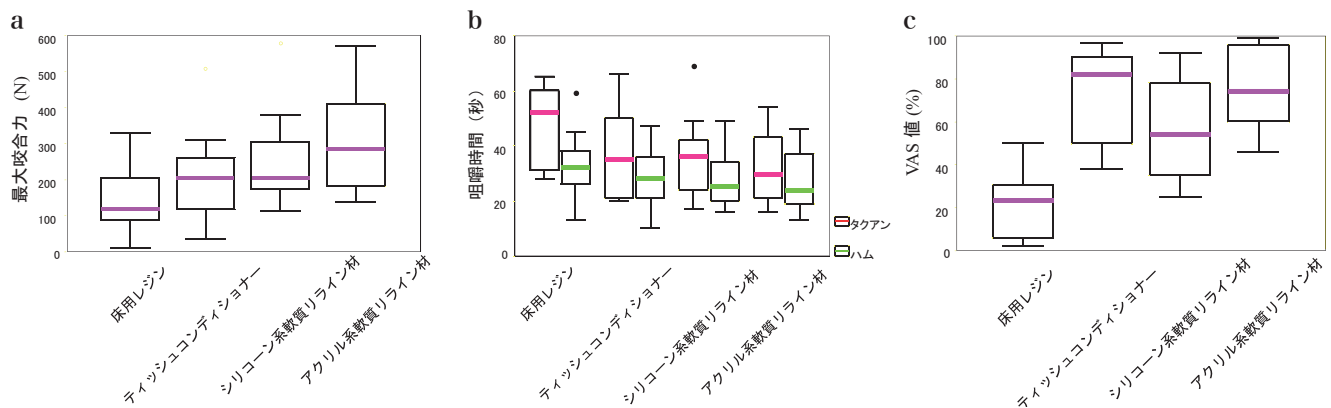 a
最大咬合力 (N)
600
500
400
300
200
100
0
床用レジン
ティッシュコンディショナー
シリコーン系軟質リライン材
アクリル系軟質リライン材
b
咀嚼時間（秒）
80
60
40
20
0
床用レジン
ティッシュコンディショナー
シリコーン系軟質リライン材
アクリル系軟質リライン材
タクアン
ハム
c
VAS 値 (%)
100
80
60
40
20
0
床用レジン
ティッシュコンディショナー
シリコーン系軟質リライン材
アクリル系軟質リライン材